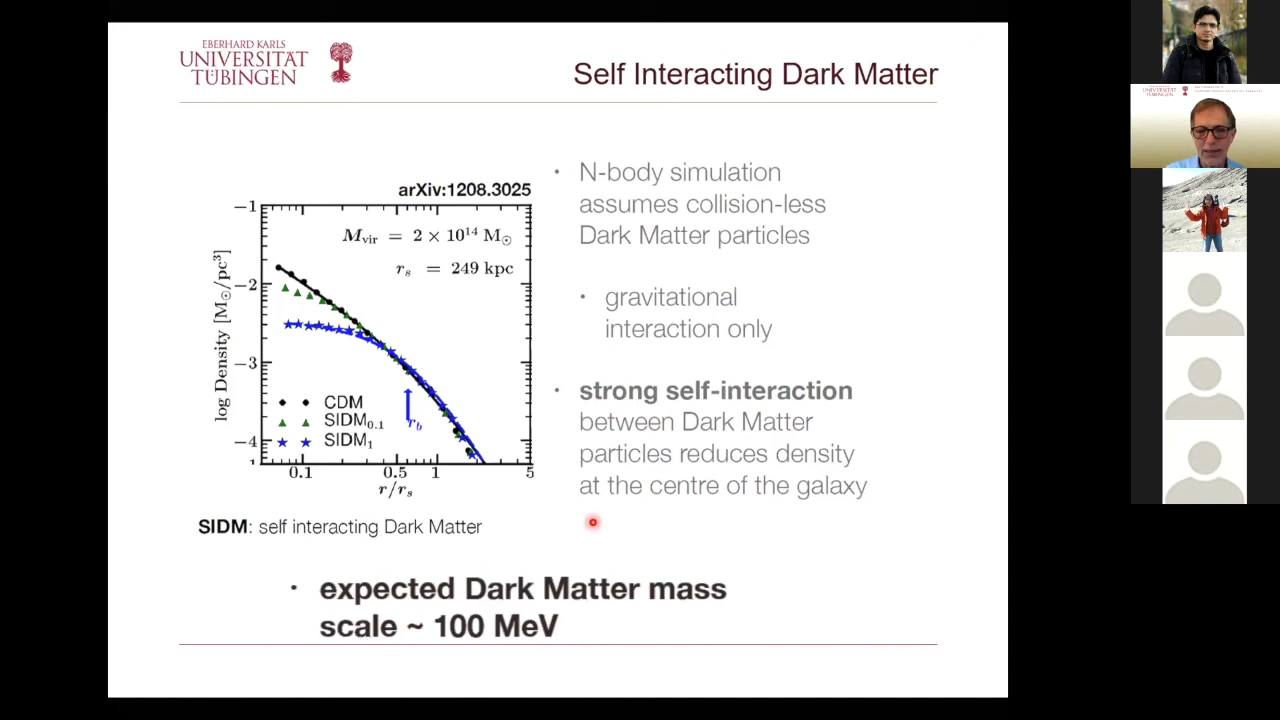 EBERHARD KARLS
UNIVERSITÄT
TÜBINGEN
Self Interacting Dark Matter
arXiv:1208.3025
M_vir = 2 × 10^14 M_⊙
r_s = 249 kpc
log Density [M_⊙/pc^3]
−1
−2
−3
−4
CDM
SIDM_0.1
SIDM_1
r_b
0.1
0.5
1
5
r/r_s
SIDM: self interacting Dark Matter
• N-body simulation
assumes collision-less
Dark Matter particles
• gravitational
interaction only
• strong self-interaction
between Dark Matter
particles reduces density
at the centre of the galaxy
• expected Dark Matter mass
scale ~ 100 MeV
UNIVERSITÄT
TÜBINGEN